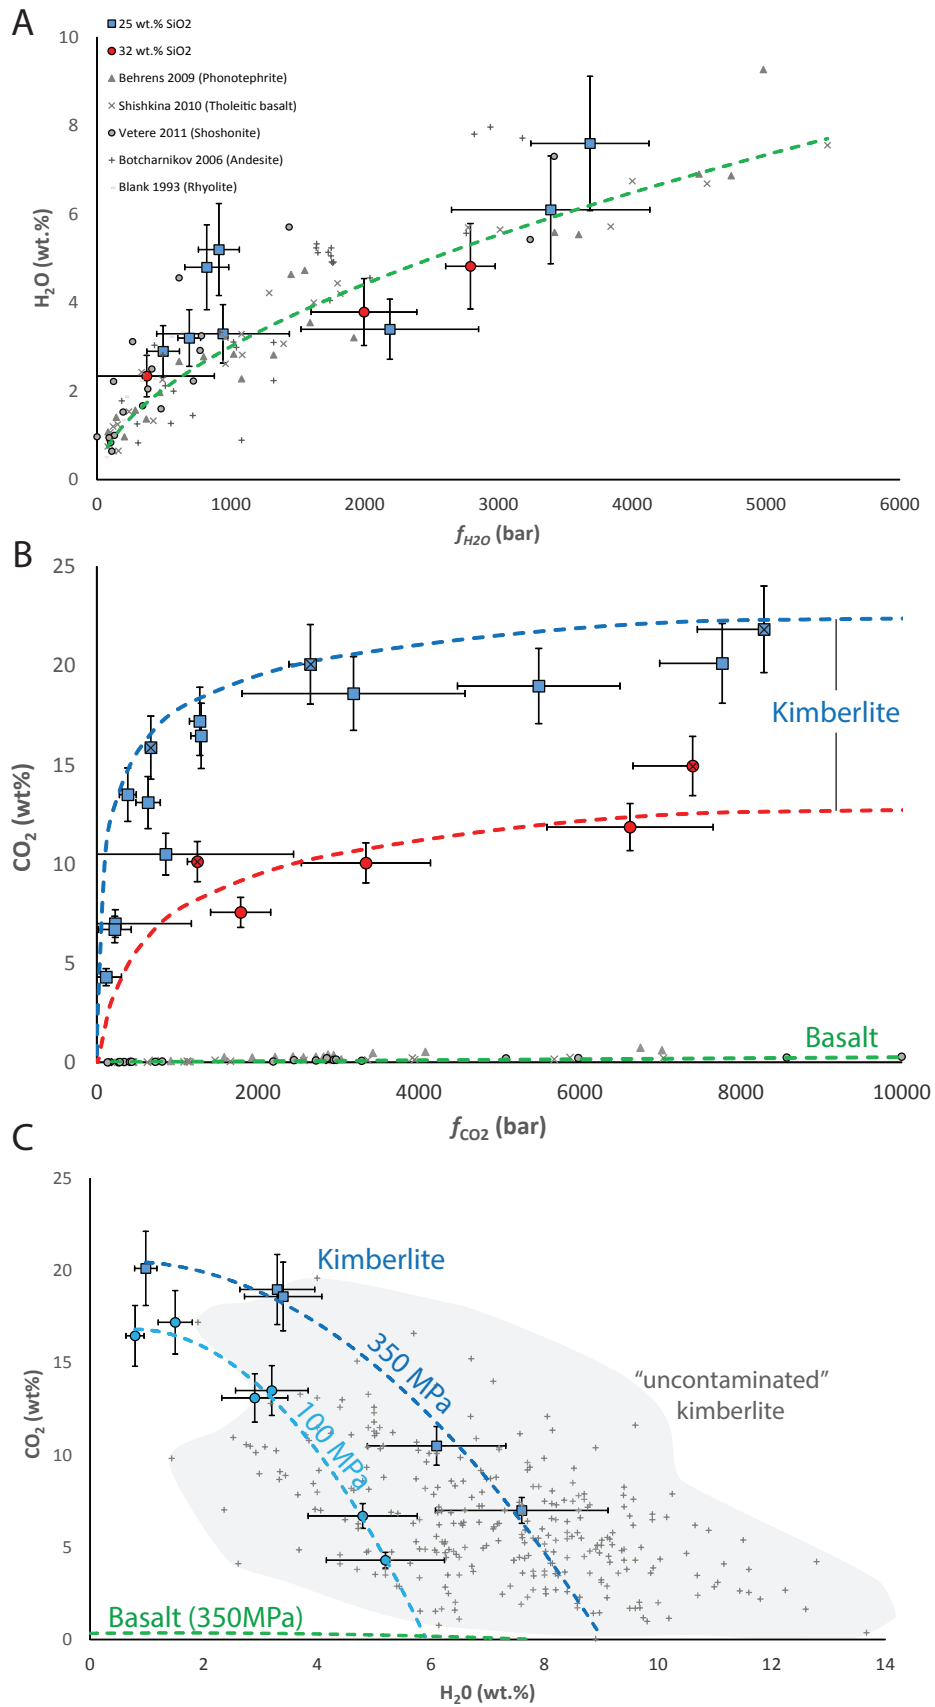 A
25 wt.% SiO2
32 wt.% SiO2
Behrens 2009 (Phonotephrite)
Shishkina 2010 (Tholeitic basalt)
Vetere 2011 (Shoshonite)
Botcharnikov 2006 (Andesite)
Blank 1993 (Rhyolite)
10
8
6
4
2
0
H₂O (wt.%)
0 1000 2000 3000 4000 5000 6000
f_H2O (bar)
B
25
20
15
10
5
0
CO₂ (wt%)
Kimberlite
Basalt
0 2000 4000 6000 8000 10000
f_CO2 (bar)
C
25
20
15
10
5
0
CO₂ (wt%)
Kimberlite
350 MPa
100 MPa
"uncontaminated"
kimberlite
Basalt (350MPa)
0 2 4 6 8 10 12 14
H₂0 (wt.%)